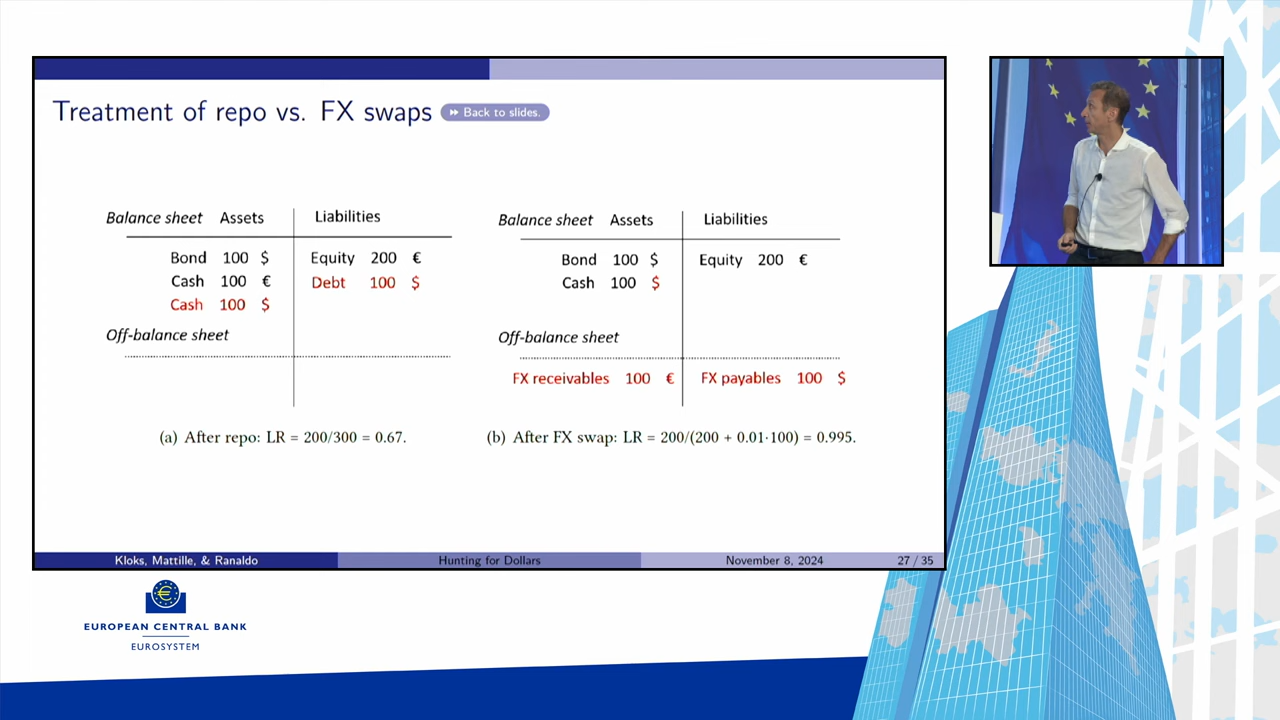 Treatment of repo vs. FX swaps
Back to slides.
Balance sheet Assets Liabilities
Bond 100 $ Equity 200 €
Cash 100 € Debt 100 $
Cash 100 $
Off-balance sheet
(a) After repo: LR = 200/300 = 0.67.
Balance sheet Assets Liabilities
Bond 100 $ Equity 200 €
Cash 100 $
Off-balance sheet
FX receivables 100 € FX payables 100 $
(b) After FX swap: LR = 200/(200 + 0.01·100) = 0.995.
Kloks, Mattille, & Ranaldo Hunting for Dollars November 8, 2024 27 / 35
€
EUROPEAN CENTRAL BANK
EUROSYSTEM